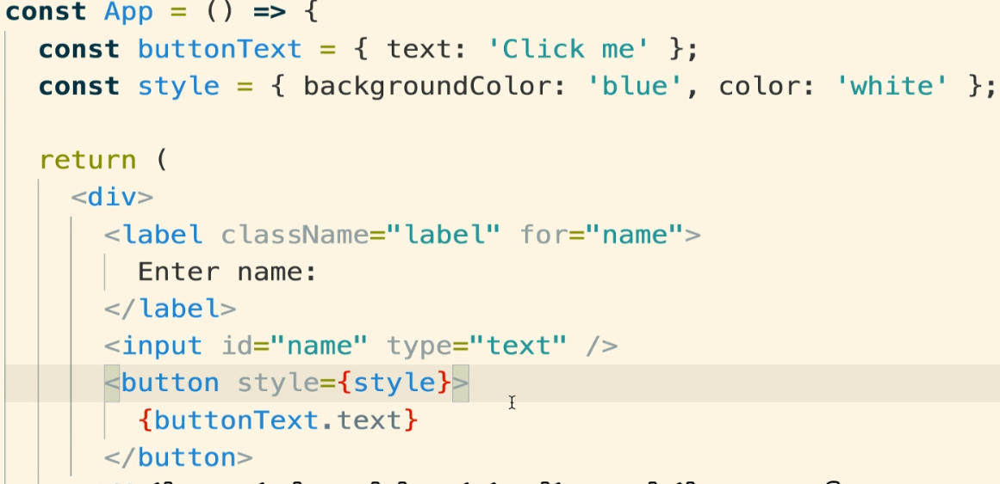 const App = () => {
const buttonText = { text: 'Click me' };
const style = { backgroundColor: 'blue', color: 'white' };
return (
<div>
<label className="label" for="name">
Enter name:
</label>
<input id="name" type="text" />
<button style={style}>
{buttonText.text}
</button>